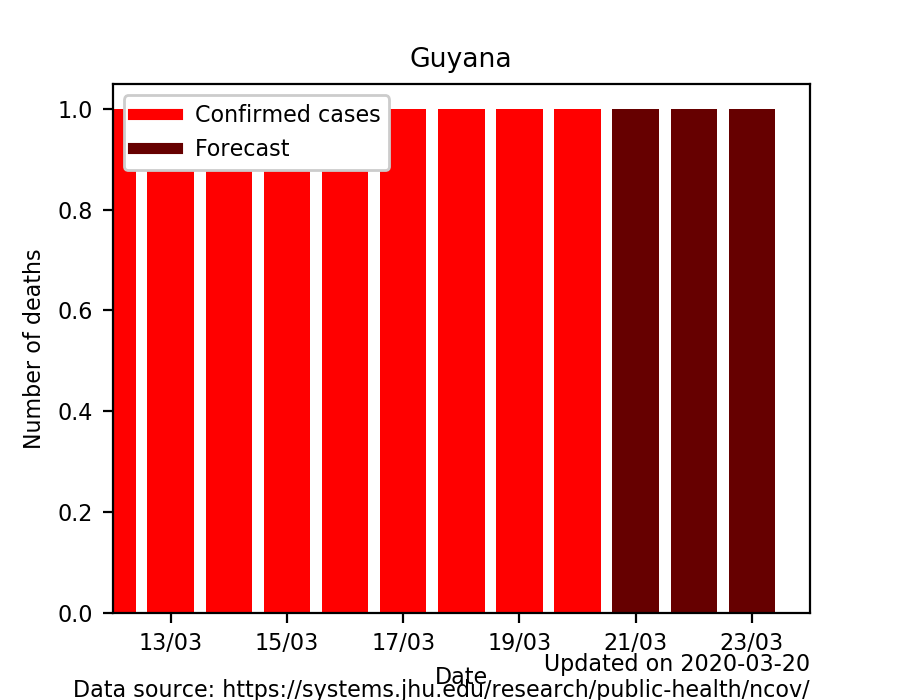 Guyana
Confirmed cases
Forecast
Number of deaths
1.0
0.8
0.6
0.4
0.2
0.0
13/03 15/03 17/03 19/03 21/03 23/03
Updated on 2020-03-20
Date
Data source: https://systems.jhu.edu/research/public-health/ncov/